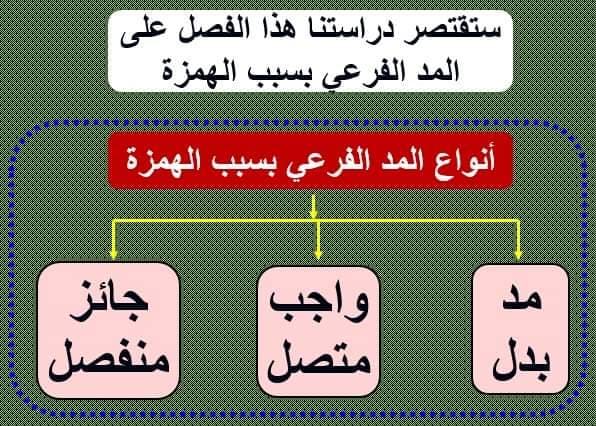 ستقتصر دراستنا هذا الفصل على
المد الفرعي بسبب الهمزة
أنواع المد الفرعي بسبب الهمزة
مد
بدل
واجب
متصل
جائز
منفصل